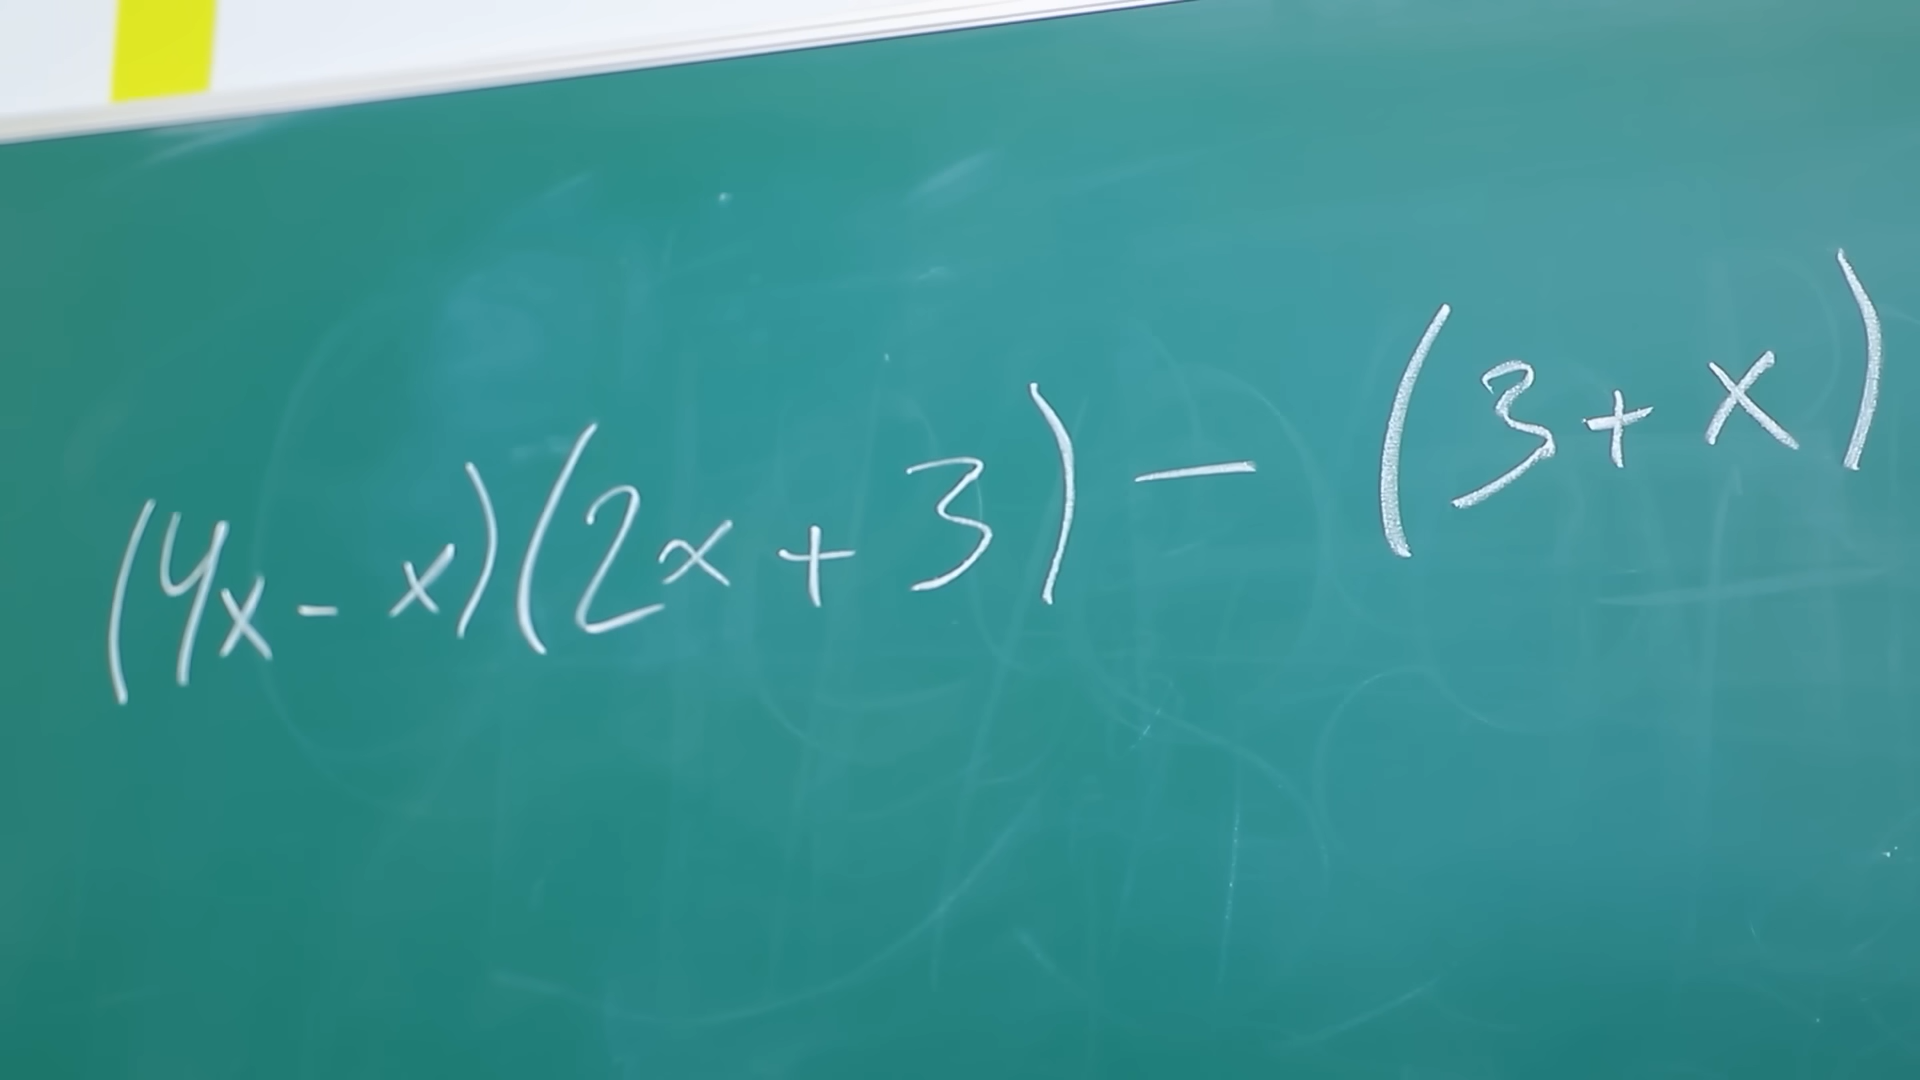 (4x - x)(2x + 3) - (3 + x)